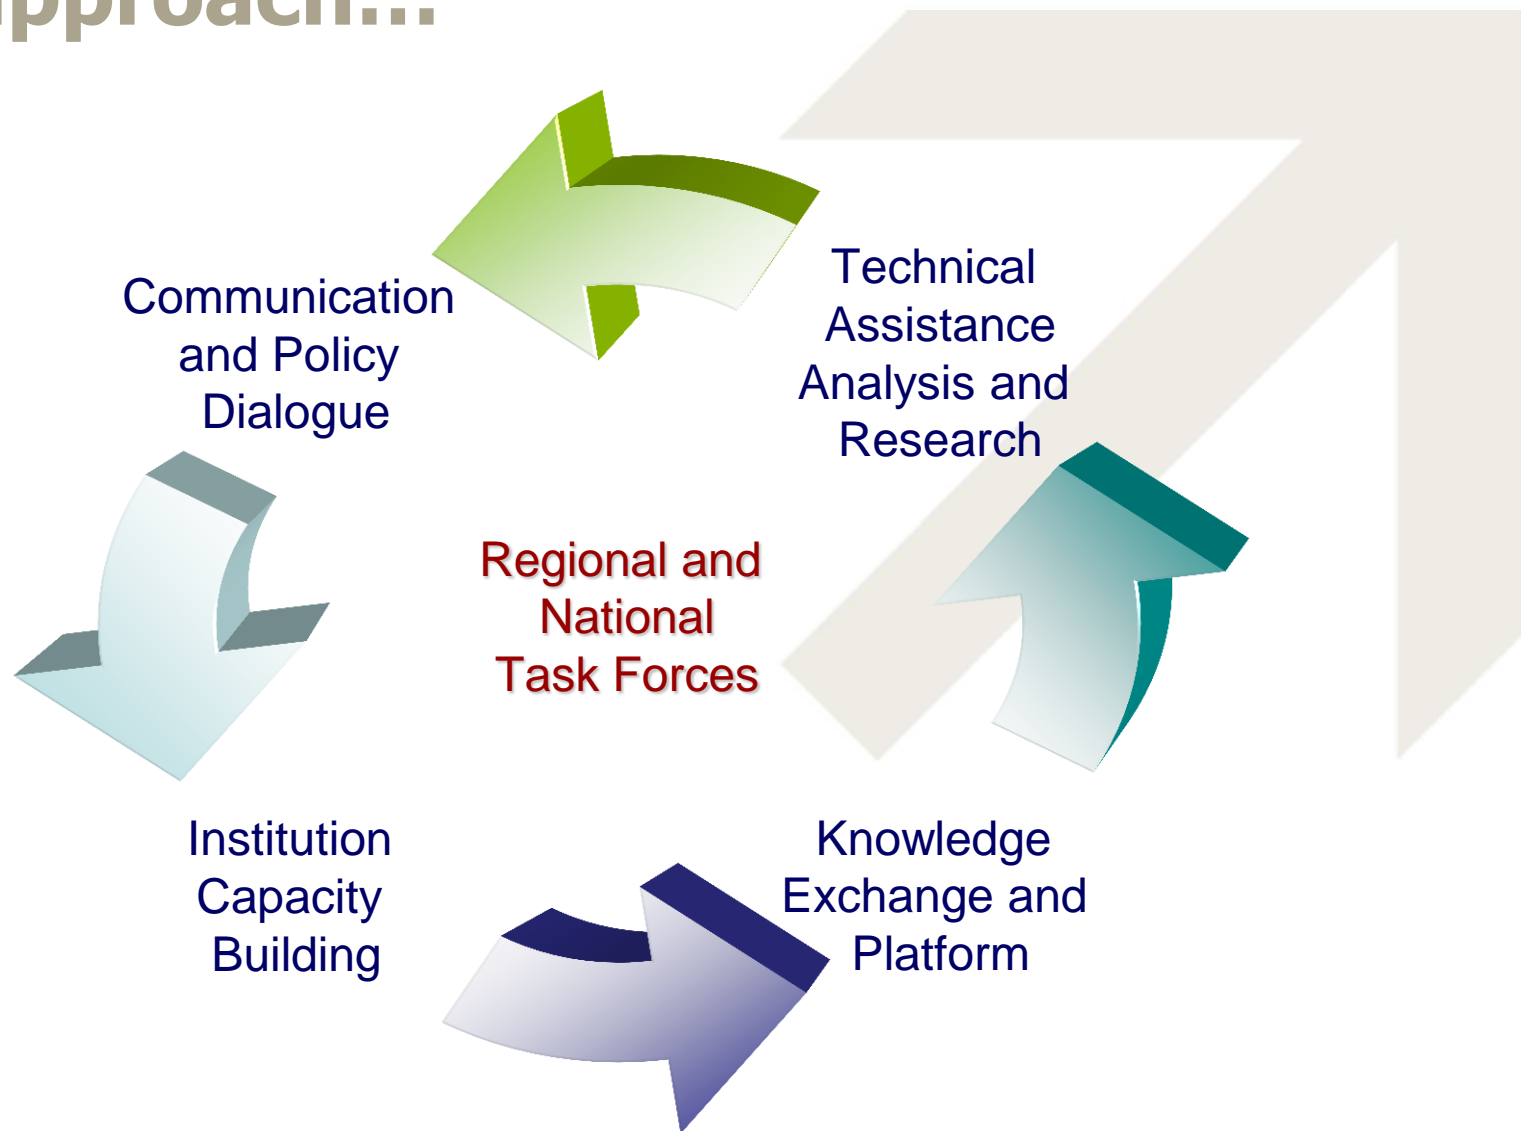 approach...
Communication
and Policy
Dialogue
Technical
Assistance
Analysis and
Research
Regional and
National
Task Forces
Institution
Capacity
Building
Knowledge
Exchange and
Platform